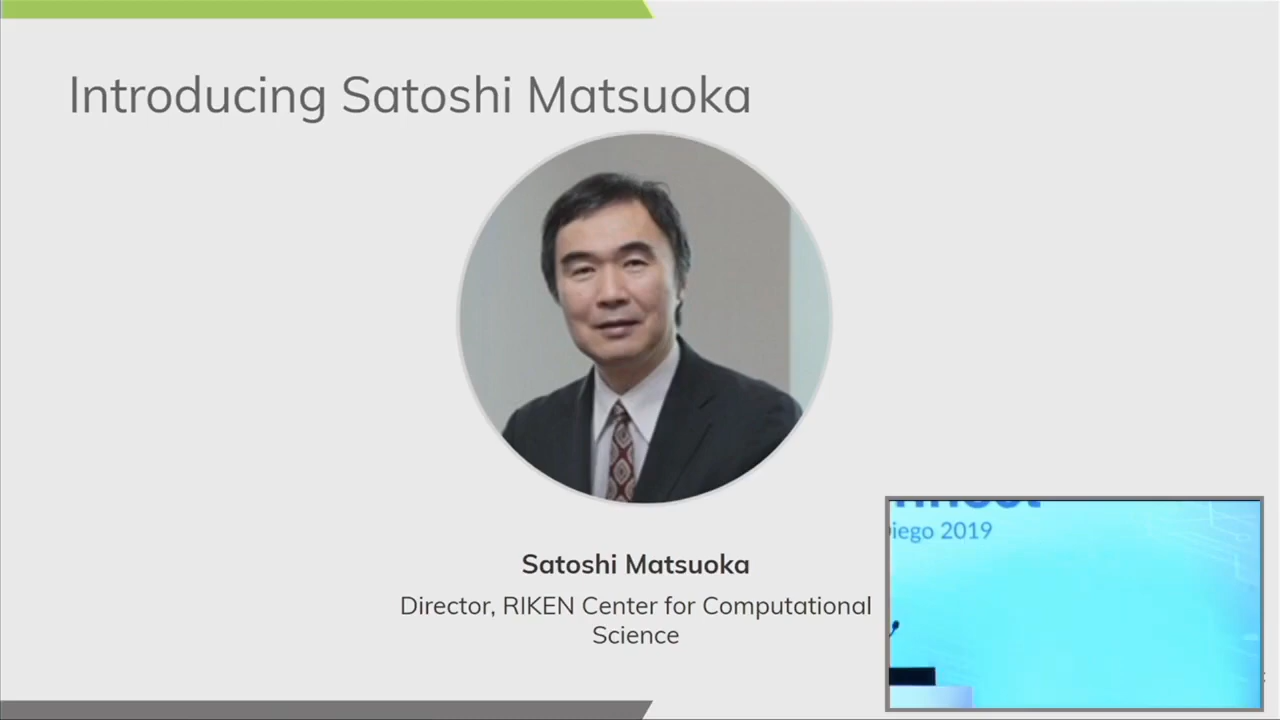 Introducing Satoshi Matsuoka
Satoshi Matsuoka
Director, RIKEN Center for Computational
Science
iego 2019